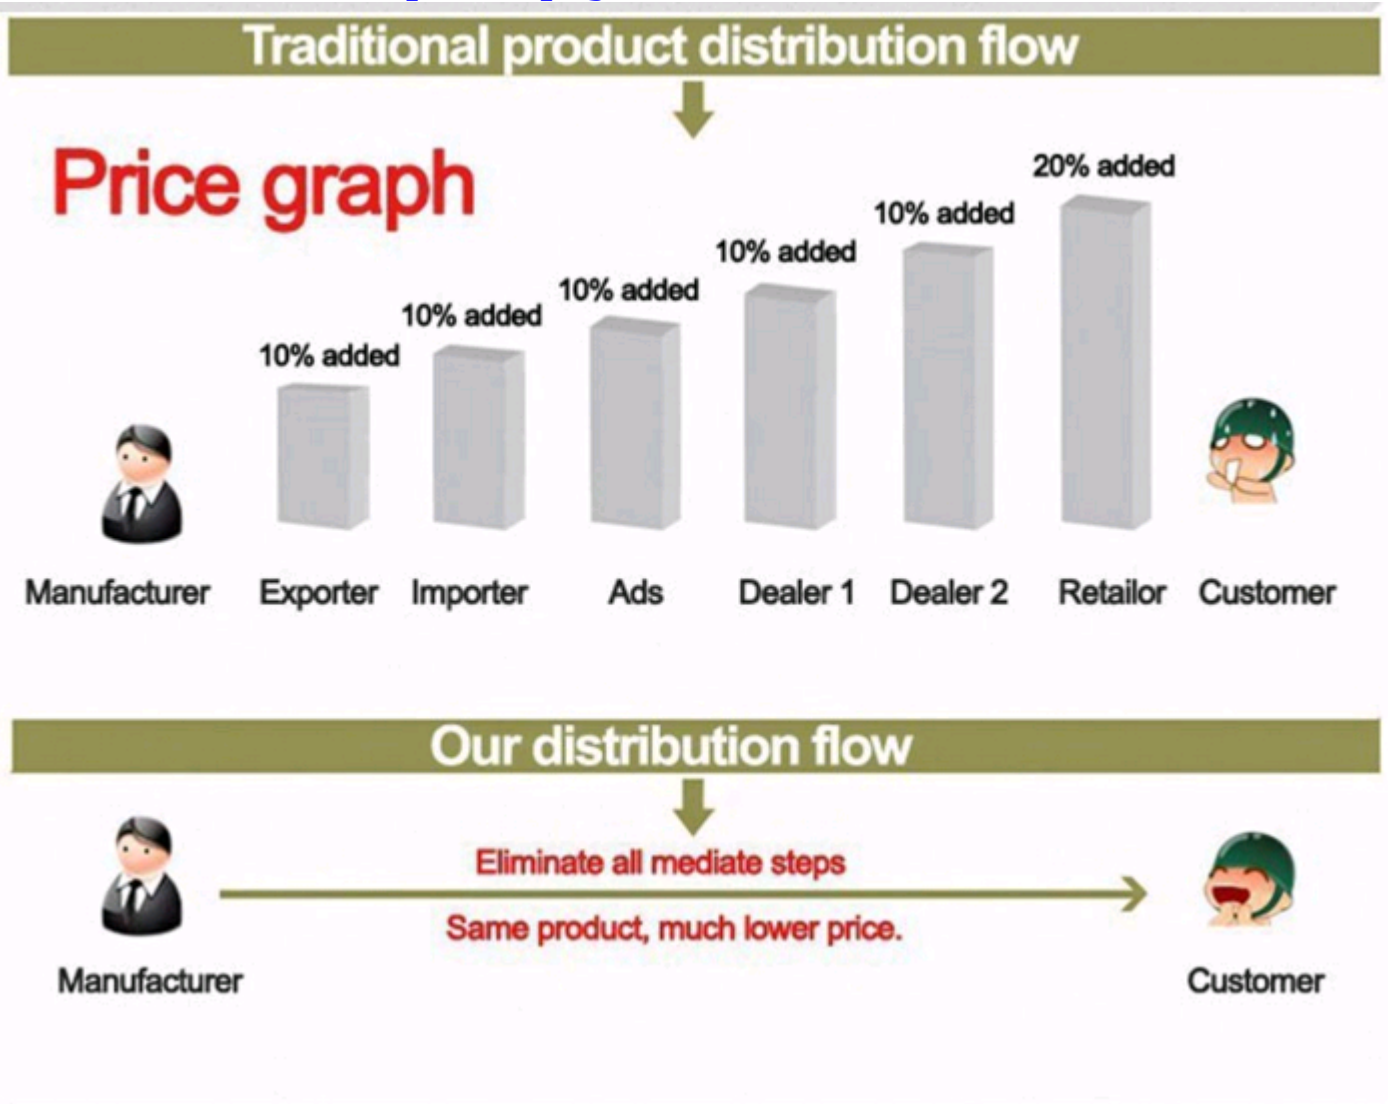 Traditional product distribution flow
Price graph
20% added
10% added
10% added
10% added
10% added
10% added
Manufacturer Exporter Importer Ads Dealer 1 Dealer 2 Retailor Customer
Our distribution flow
Eliminate all mediate steps
Same product, much lower price.
Manufacturer Customer